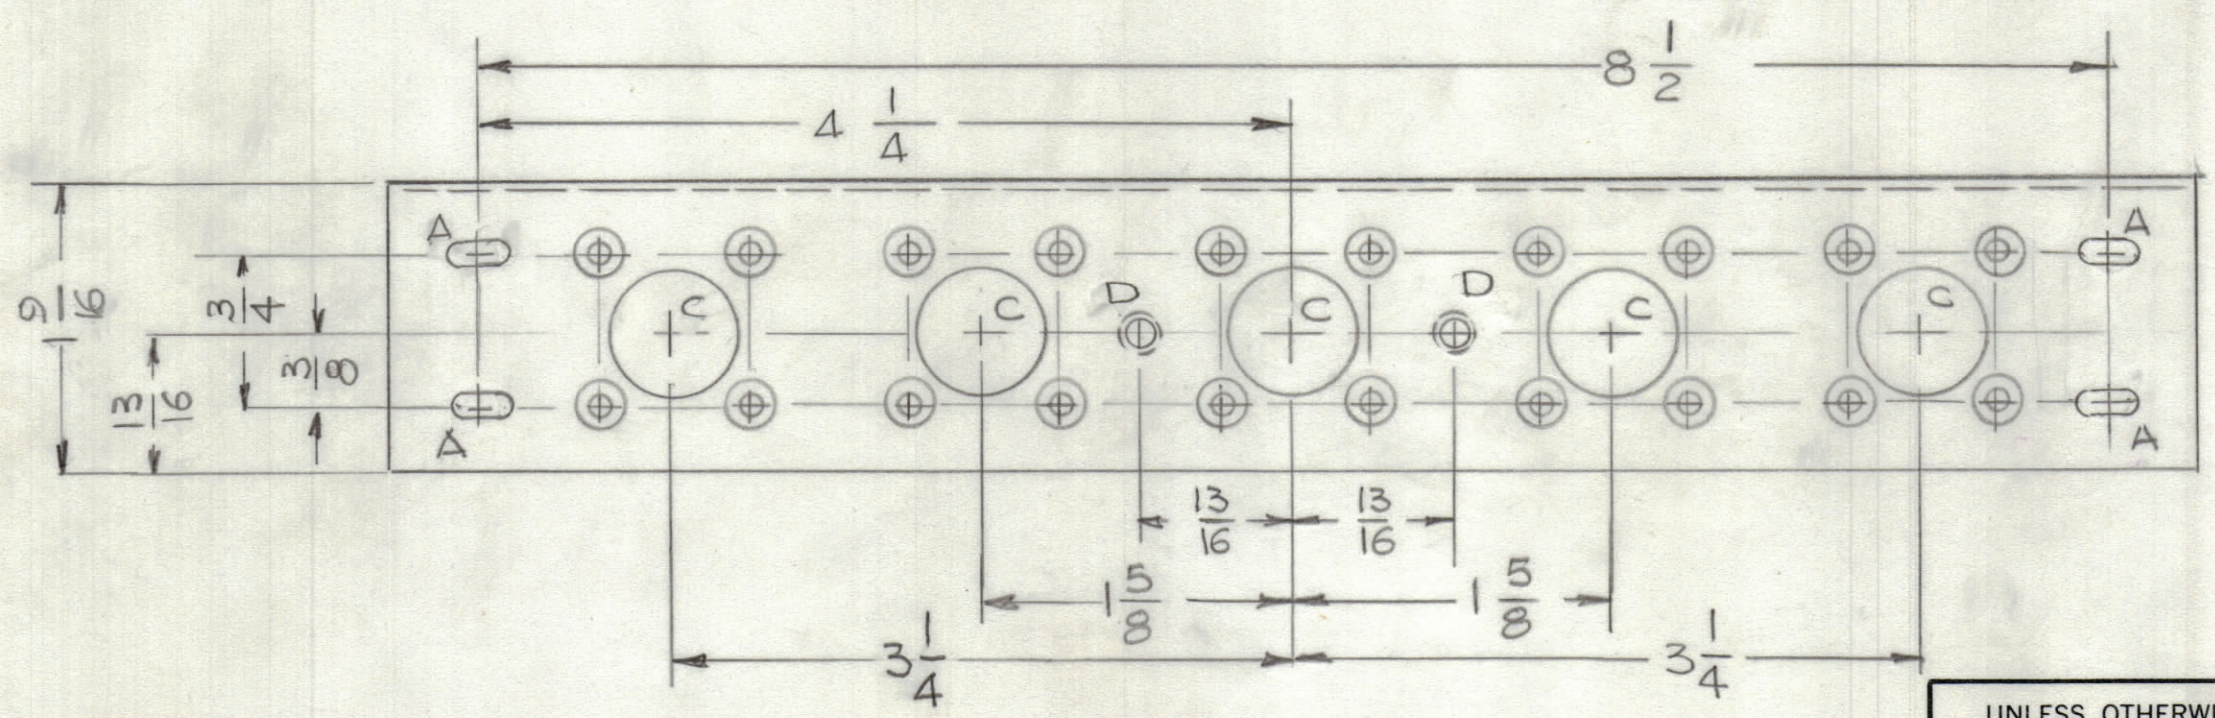 8 1/2
4 1/4
A
A
1 9/16
3/4
C
C
D
C
D
C
C
3/8
13/16
A
A
13/16
13/16
1 5/8
1 5/8
3 1/4
3 1/4
UNLESS OTHERWI